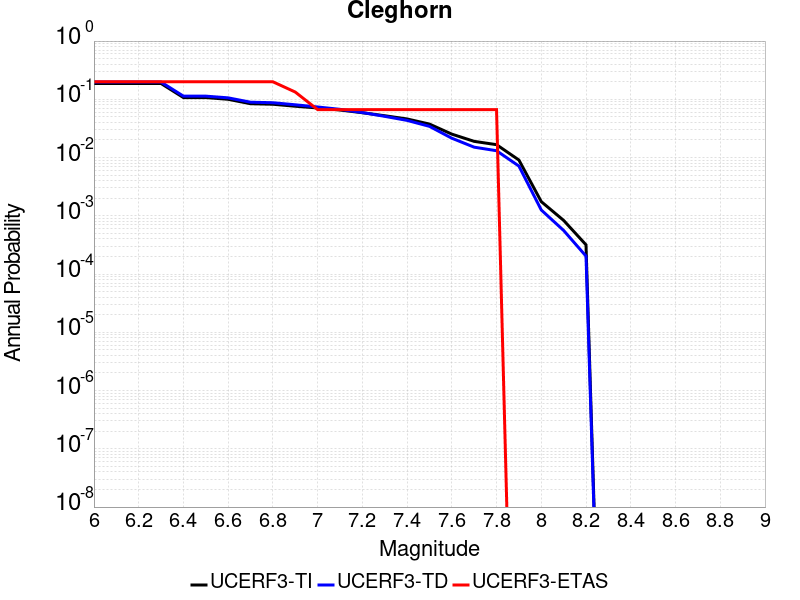 Cleghorn
10^0
10^-1
10^-2
10^-3
10^-4
10^-5
10^-6
10^-7
10^-8
Annual Probability
6 6.2 6.4 6.6 6.8 7 7.2 7.4 7.6 7.8 8 8.2 8.4 8.6 8.8 9
Magnitude
UCERF3-TI UCERF3-TD UCERF3-ETAS